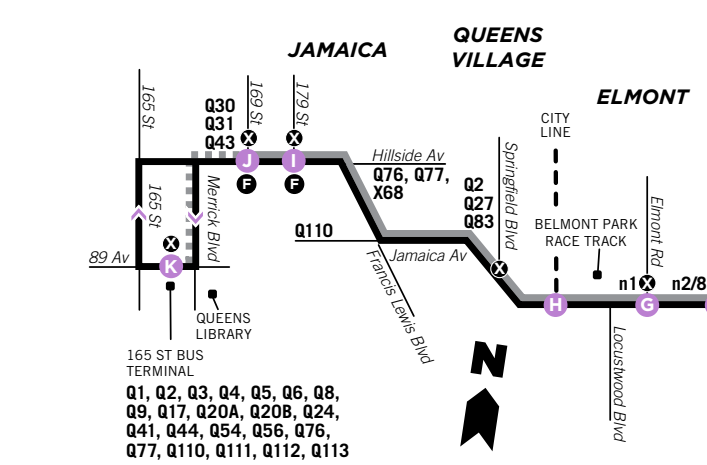 JAMAICA
QUEENS
VILLAGE
ELMONT
CITY
LINE
165 St
Q30
Q31
Q43
169 St
179 St
X
X
J
I
F
F
Hillside Av
Q76, Q77,
X68
Q2
Q27
Q83
Springfield Blvd
X
BELMONT PARK
RACE TRACK
Elmont Rd
165 St
Merrick Blvd
X
K
89 Av
Q110
Jamaica Av
Francis Lewis Blvd
H
n1
X
n2/8
G
Locustwood Blvd
QUEENS
LIBRARY
N
165 ST BUS
TERMINAL
Q1, Q2, Q3, Q4, Q5, Q6, Q8,
Q9, Q17, Q20A, Q20B, Q24,
Q41, Q44, Q54, Q56, Q76,
Q77, Q110, Q111, Q112, Q113